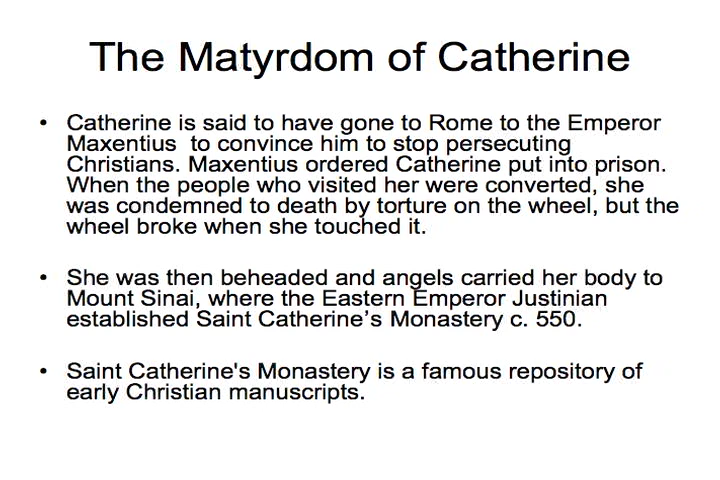 The Matyrdom of Catherine
• Catherine is said to have gone to Rome to the Emperor
Maxentius  to convince him to stop persecuting
Christians. Maxentius ordered Catherine put into prison.
When the people who visited her were converted, she
was condemned to death by torture on the wheel, but the
wheel broke when she touched it.
• She was then beheaded and angels carried her body to
Mount Sinai, where the Eastern Emperor Justinian
established Saint Catherine’s Monastery c. 550.
• Saint Catherine's Monastery is a famous repository of
early Christian manuscripts.